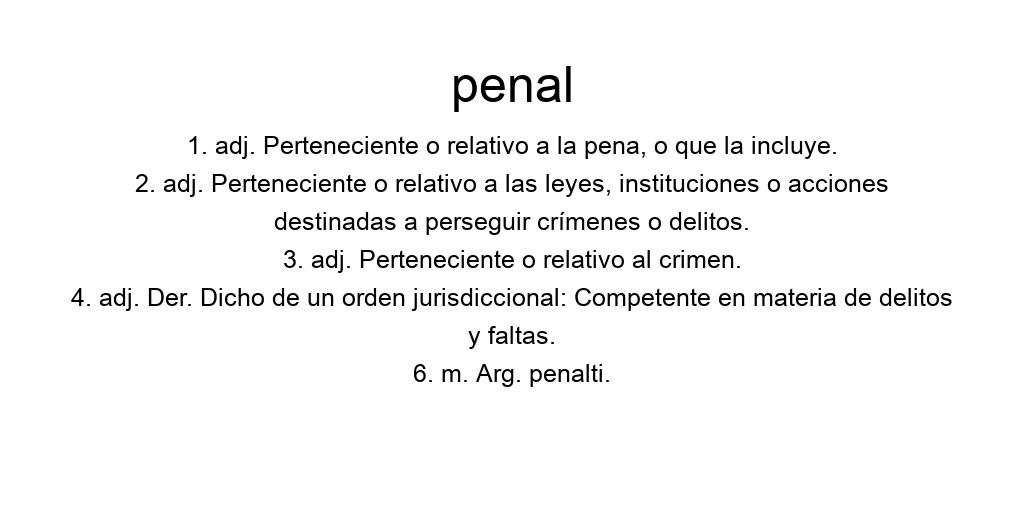 penal
1. adj. Perteneciente o relativo a la pena, o que la incluye.
2. adj. Perteneciente o relativo a las leyes, instituciones o acciones
destinadas a perseguir crímenes o delitos.
3. adj. Perteneciente o relativo al crimen.
4. adj. Der. Dicho de un orden jurisdiccional: Competente en materia de delitos
y faltas.
6. m. Arg. penalti.